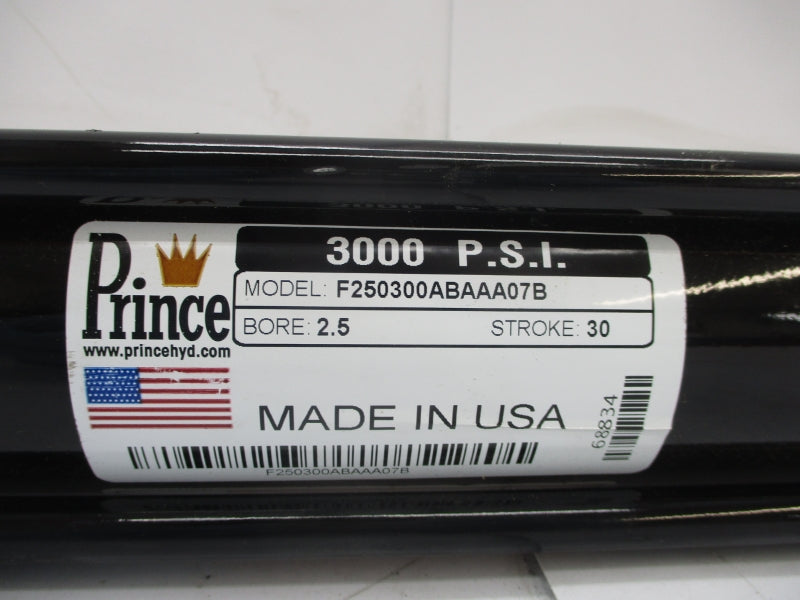 Prince
www.princehyd.com
3000 P.S.I.
MODEL: F250300ABAAA07B
BORE: 2.5 STROKE: 30
MADE IN USA
F250300ABAAA07B
68834